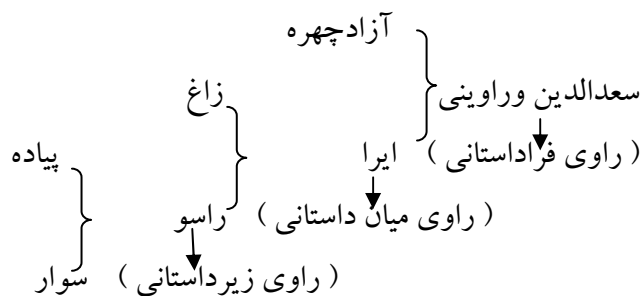 آزادچهره
سعدالدین وراوینی
زاغ
( راوی فراداستانی ) ایرا
پیاده
( راوی میان داستانی ) راسو
( راوی زیرداستانی ) سوار